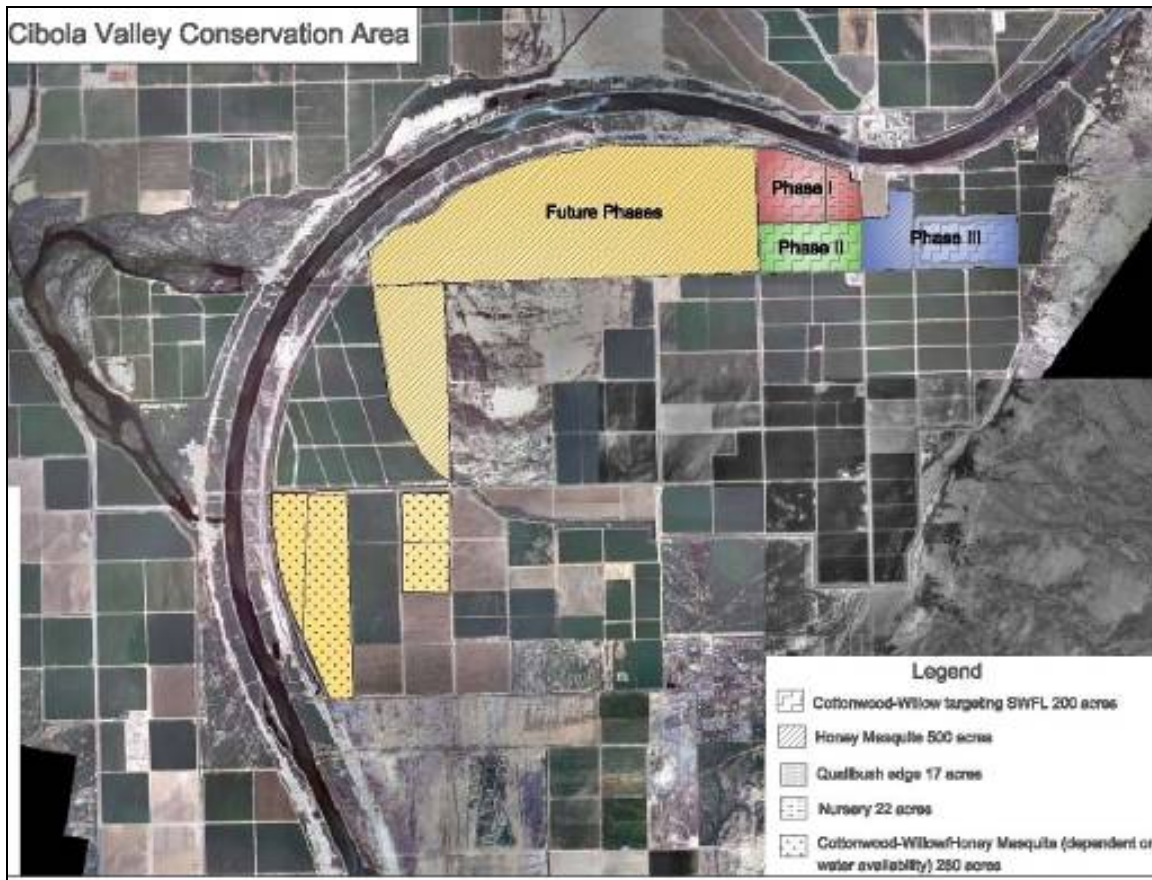 Cibola Valley Conservation Area
Future Phases
Phase I
Phase II
Phase III
Legend
Cottonwood-Willow targeting SWFL 200 acres
Honey Mesquite 500 acres
Quailbush edge 17 acres
Nursery 22 acres
Cottonwood-Willow/Honey Mesquite (dependent on
water availability) 280 acres